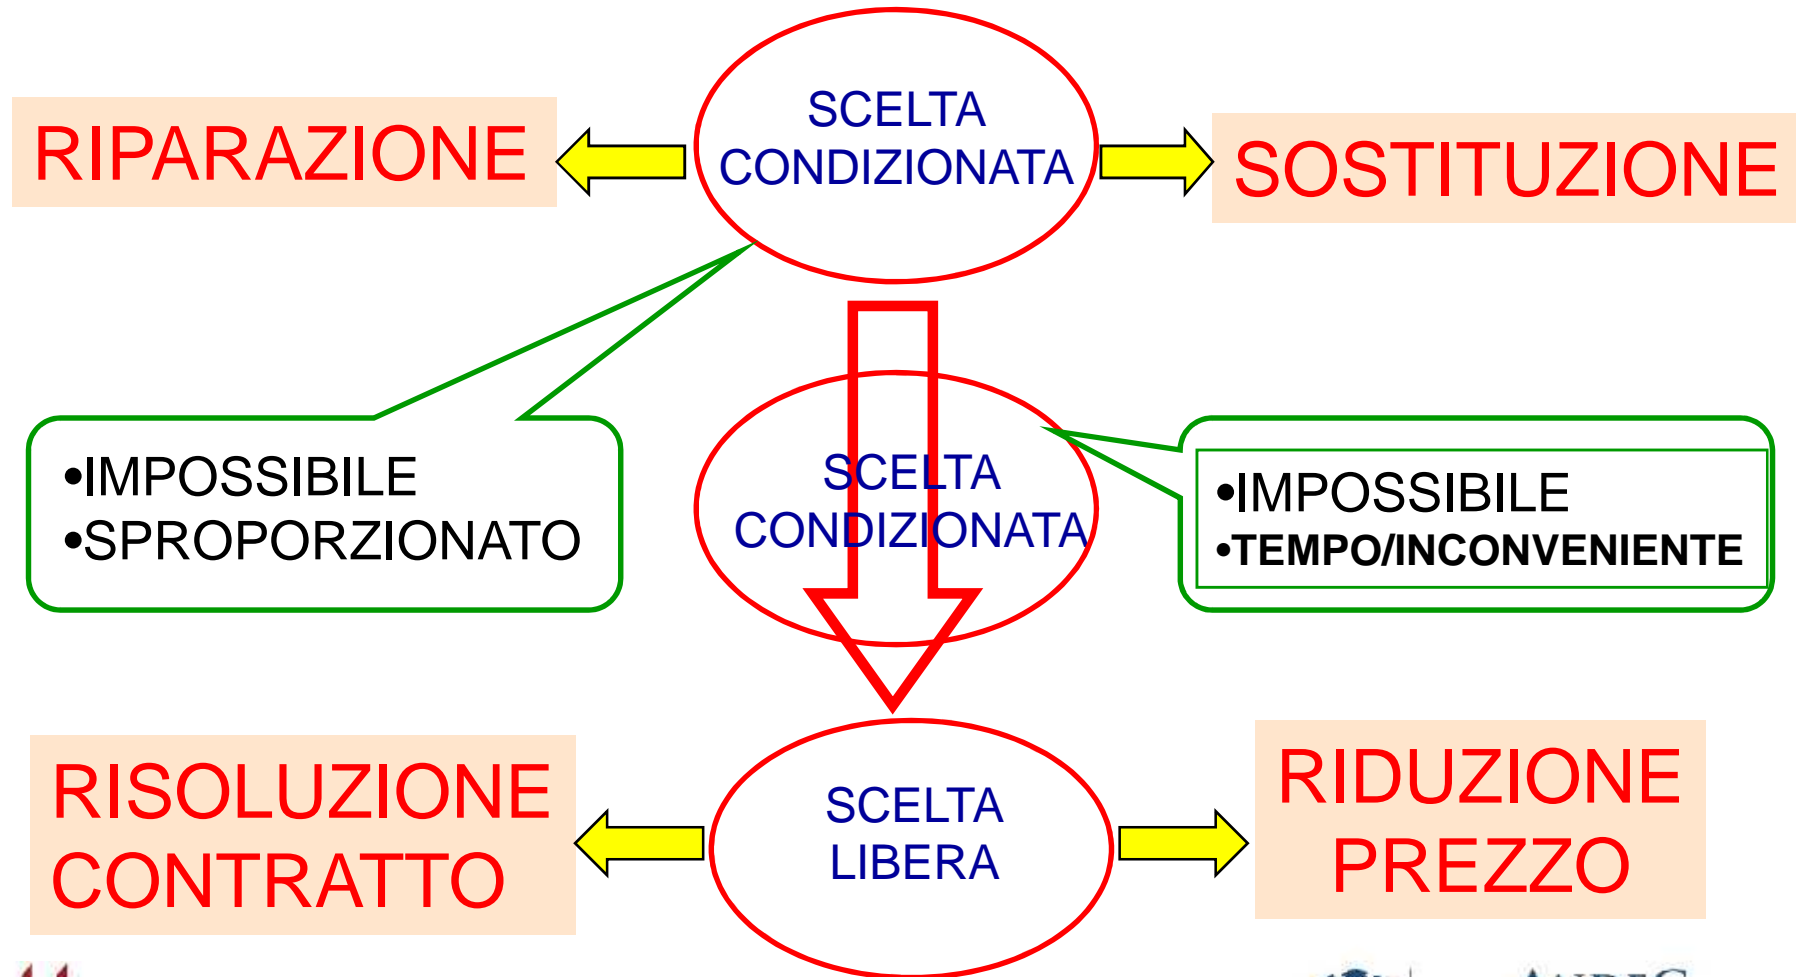 SCELTA
CONDIZIONATA
RIPARAZIONE
SOSTITUZIONE
•IMPOSSIBILE
•SPROPORZIONATO
SCELTA
CONDIZIONATA
•IMPOSSIBILE
•TEMPO/INCONVENIENTE
RISOLUZIONE
CONTRATTO
SCELTA
LIBERA
RIDUZIONE
PREZZO